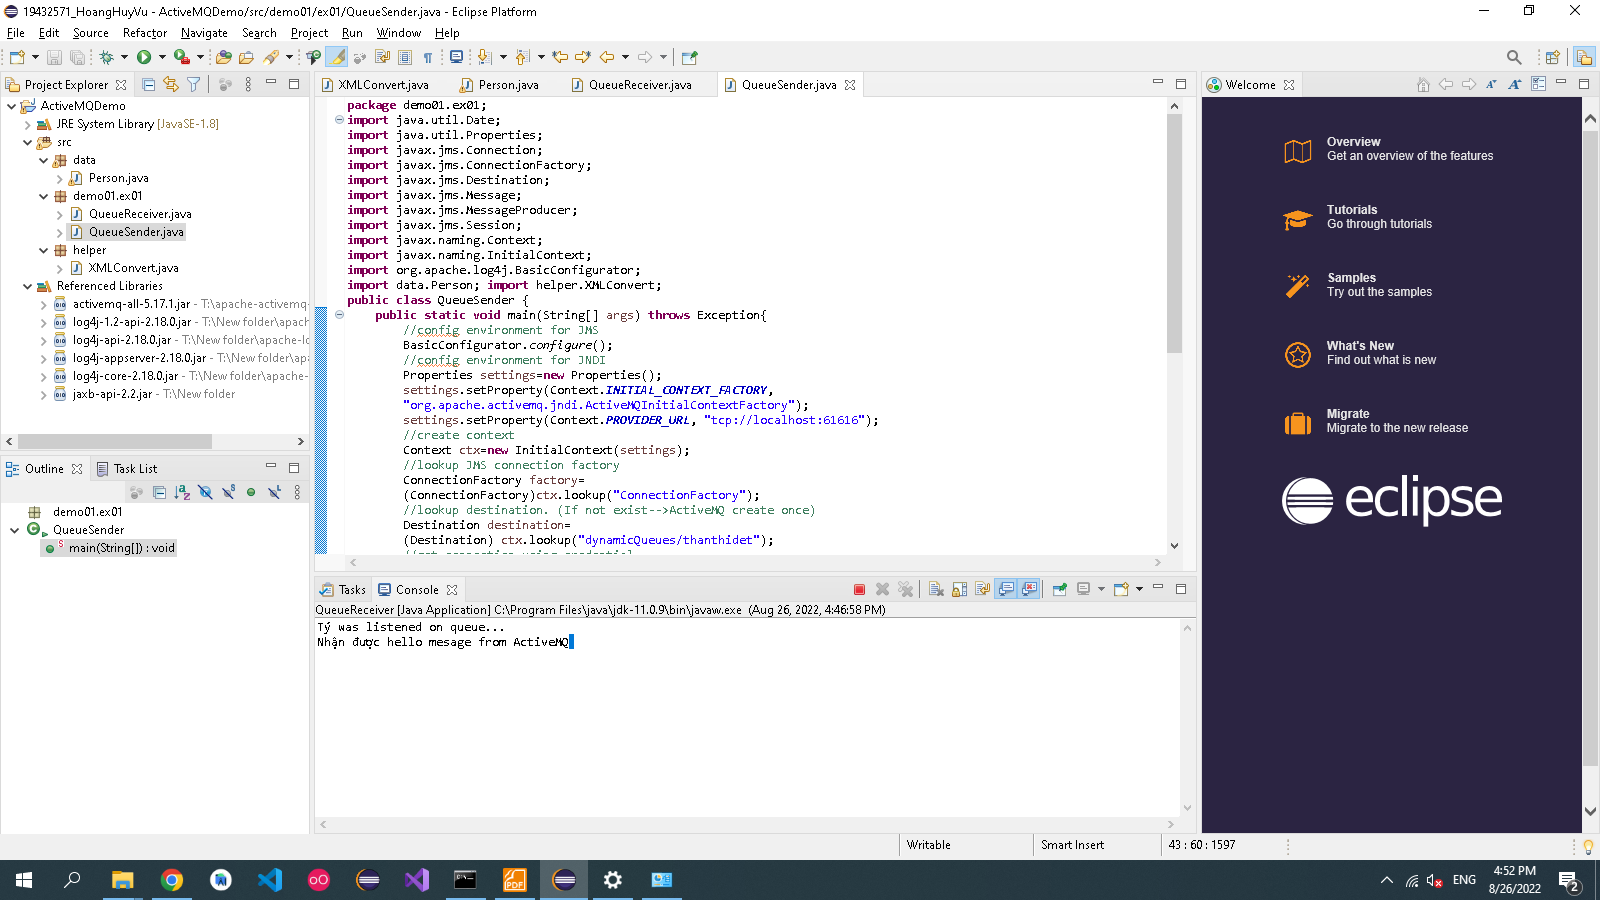 19432571_HoangHuyVu - ActiveMQDemo/src/demo01/ex01/QueueSender.java - Eclipse Platform
File Edit Source Refactor Navigate Search Project Run Window Help
Project Explorer
ActiveMQDemo
JRE System Library [JavaSE-1.8]
src
data
Person.java
demo01.ex01
QueueReceiver.java
QueueSender.java
helper
XMLConvert.java
Referenced Libraries
activemq-all-5.17.1.jar - T:\apache-activemq-
log4j-1.2-api-2.18.0.jar - T:\New folder\apach
log4j-api-2.18.0.jar - T:\New folder\apache-lo
log4j-appserver-2.18.0.jar - T:\New folder\ap
log4j-core-2.18.0.jar - T:\New folder\apache-
jaxb-api-2.2.jar - T:\New folder
Outline Task List
demo01.ex01
QueueSender
main(String[]) : void
XMLConvert.java Person.java QueueReceiver.java QueueSender.java
package demo01.ex01;
import java.util.Date;
import java.util.Properties;
import javax.jms.Connection;
import javax.jms.ConnectionFactory;
import javax.jms.Destination;
import javax.jms.Message;
import javax.jms.MessageProducer;
import javax.jms.Session;
import javax.naming.Context;
import javax.naming.InitialContext;
import org.apache.log4j.BasicConfigurator;
import data.Person; import helper.XMLConvert;
public class QueueSender {
public static void main(String[] args) throws Exception{
//config environment for JMS
BasicConfigurator.configure();
//config environment for JNDI
Properties settings=new Properties();
settings.setProperty(Context.INITIAL_CONTEXT_FACTORY,
"org.apache.activemq.jndi.ActiveMQInitialContextFactory");
settings.setProperty(Context.PROVIDER_URL, "tcp://localhost:61616");
//create context
Context ctx=new InitialContext(settings);
//lookup JMS connection factory
ConnectionFactory factory=
(ConnectionFactory)ctx.lookup("ConnectionFactory");
//lookup destination. (If not exist-->ActiveMQ create once)
Destination destination=
(Destination) ctx.lookup("dynamicQueues/thanthidet");
//get connection using credential
Tasks Console
QueueReceiver [Java Application] C:\Program Files\java\jdk-11.0.9\bin\javaw.exe (Aug 26, 2022, 4:46:58 PM)
Tý was listened on queue...
Nhận được hello mesage from ActiveMQ
Welcome
Overview
Get an overview of the features
Tutorials
Go through tutorials
Samples
Try out the samples
What's New
Find out what is new
Migrate
Migrate to the new release
eclipse
Writable Smart Insert 43 : 60 : 1597
PDF
ENG
4:52 PM
8/26/2022
2